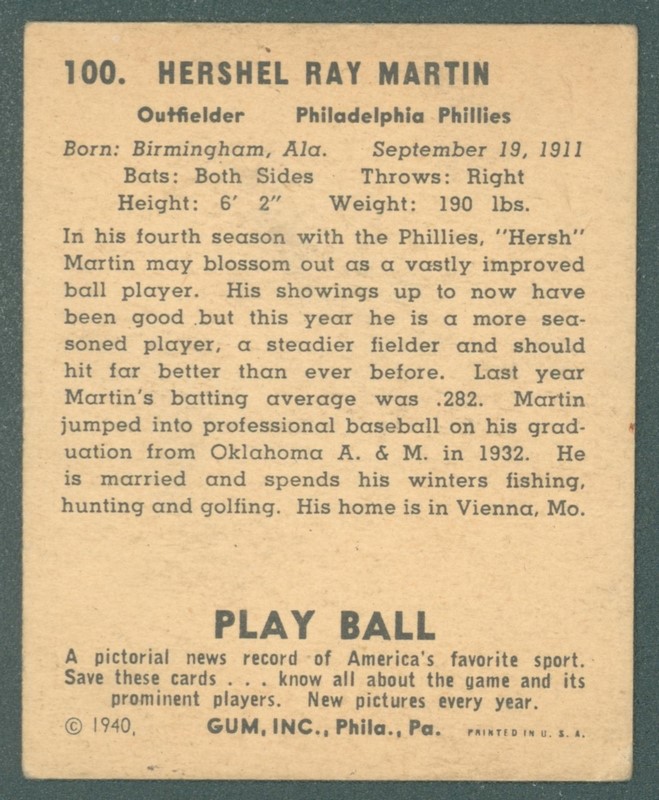 100. HERSHEL RAY MARTIN
Outfielder Philadelphia Phillies
Born: Birmingham, Ala. September 19, 1911
Bats: Both Sides Throws: Right
Height: 6′ 2″ Weight: 190 lbs.
In his fourth season with the Phillies, "Hersh"
Martin may blossom out as a vastly improved
ball player. His showings up to now have
been good but this year he is a more sea-
soned player, a steadier fielder and should
hit far better than ever before. Last year
Martin's batting average was .282. Martin
jumped into professional baseball on his grad-
uation from Oklahoma A. & M. in 1932. He
is married and spends his winters fishing,
hunting and golfing. His home is in Vienna, Mo.
PLAY BALL
A pictorial news record of America's favorite sport.
Save these cards . . . know all about the game and its
prominent players. New pictures every year.
© 1940, GUM, INC., Phila., Pa. PRINTED IN U. S. A.